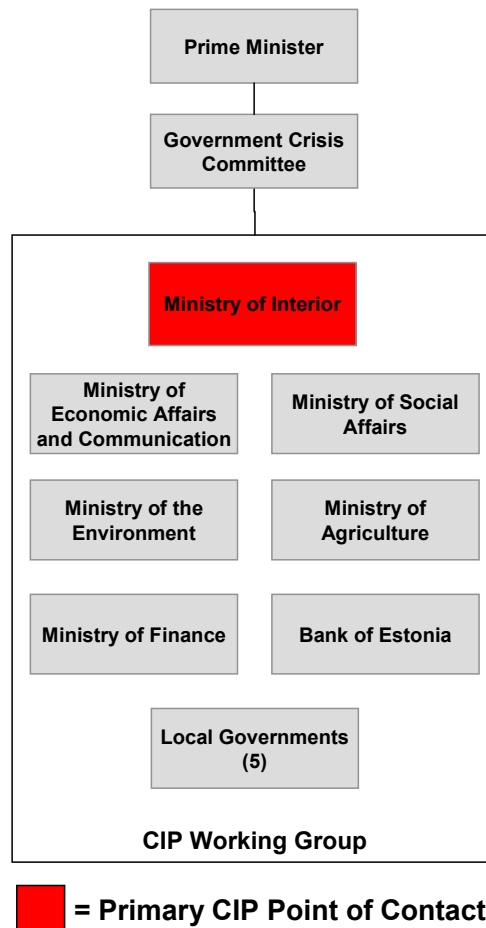 Prime Minister
Government Crisis
Committee
Ministry of Interior
Ministry of
Economic Affairs
and Communication
Ministry of Social
Affairs
Ministry of the
Environment
Ministry of
Agriculture
Ministry of Finance
Bank of Estonia
Local Governments
(5)
CIP Working Group
= Primary CIP Point of Contact